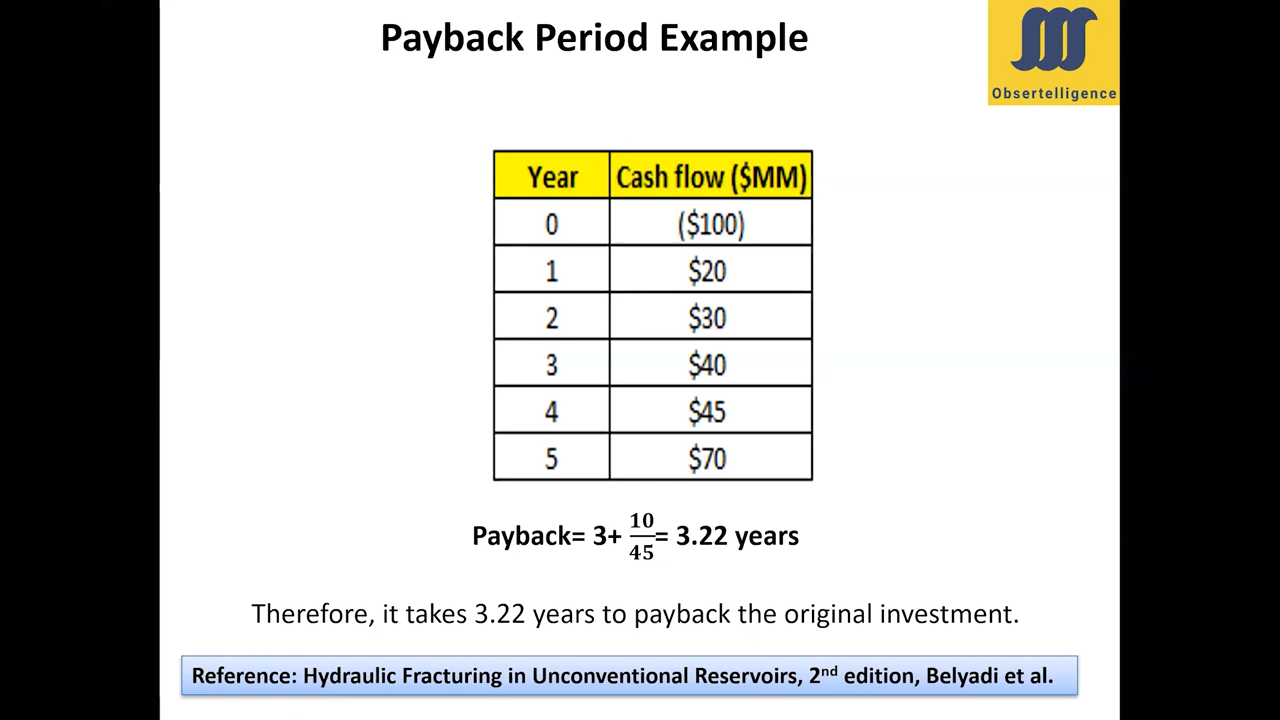 Payback Period Example
Obsertelligence
Year Cash flow ($MM)
0 ($100)
1 $20
2 $30
3 $40
4 $45
5 $70
Payback= 3+ 10/45= 3.22 years
Therefore, it takes 3.22 years to payback the original investment.
Reference: Hydraulic Fracturing in Unconventional Reservoirs, 2nd edition, Belyadi et al.